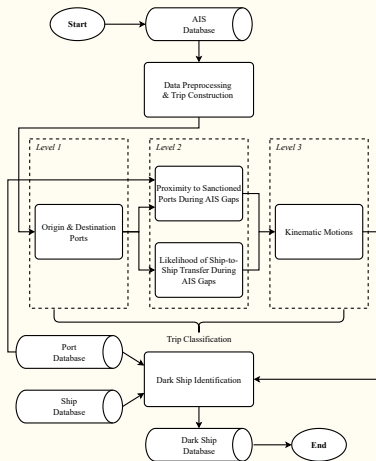 Start
AIS
Database
Data Preprocessing
& Trip Construction
Level 1
Level 2
Level 3
Proximity to Sanctioned
Ports During AIS Gaps
Origin & Destination
Ports
Kinematic Motions
Likelihood of Ship-to-
Ship Transfer During
AIS Gaps
Trip Classification
Port
Database
Dark Ship Identification
Ship
Database
Dark Ship
Database
End